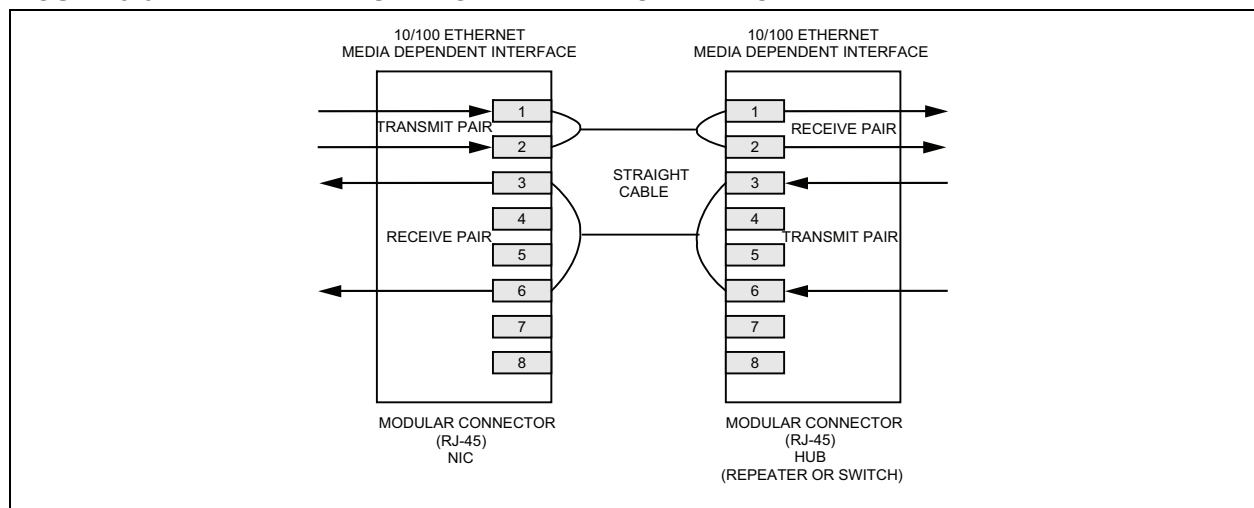 10/100 ETHERNET
MEDIA DEPENDENT INTERFACE
10/100 ETHERNET
MEDIA DEPENDENT INTERFACE
1
TRANSMIT PAIR
2
3
4
RECEIVE PAIR
5
6
7
8
STRAIGHT
CABLE
1
RECEIVE PAIR
2
3
4
TRANSMIT PAIR
5
6
7
8
MODULAR CONNECTOR
(RJ-45)
NIC
MODULAR CONNECTOR
(RJ-45)
HUB
(REPEATER OR SWITCH)